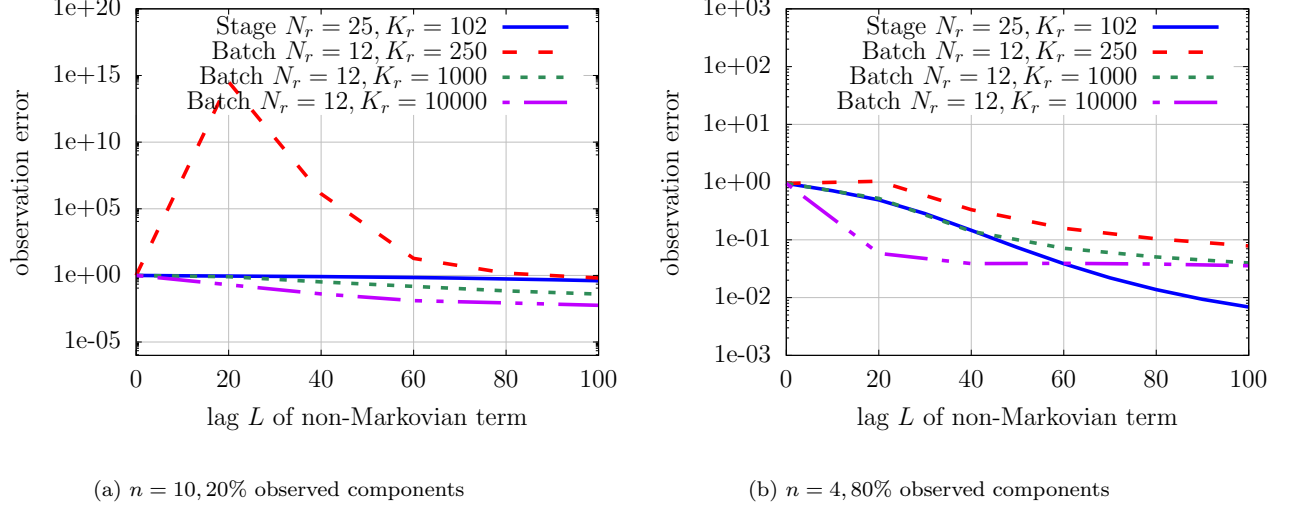 1e+20
1e+15
1e+10
1e+05
1e+00
1e-05
observation error
Stage N_r = 25, K_r = 102
Batch N_r = 12, K_r = 250
Batch N_r = 12, K_r = 1000
Batch N_r = 12, K_r = 10000
0 20 40 60 80 100
lag L of non-Markovian term
(a) n = 10, 20% observed components
1e+03
1e+02
1e+01
1e+00
1e-01
1e-02
1e-03
observation error
Stage N_r = 25, K_r = 102
Batch N_r = 12, K_r = 250
Batch N_r = 12, K_r = 1000
Batch N_r = 12, K_r = 10000
0 20 40 60 80 100
lag L of non-Markovian term
(b) n = 4, 80% observed components